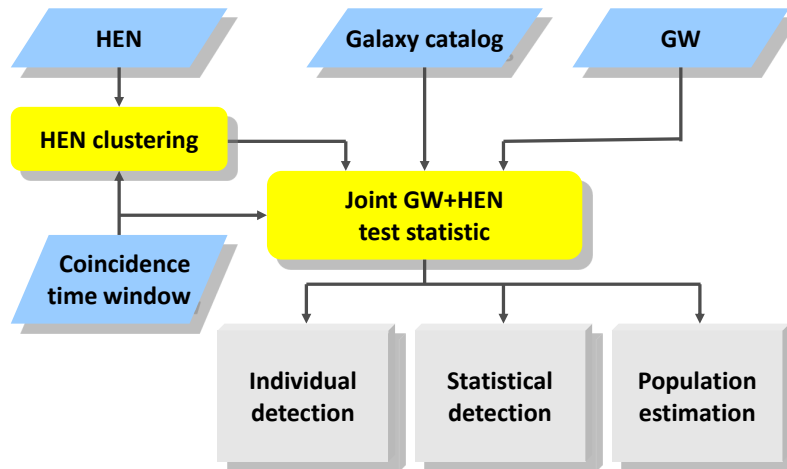 HEN
Galaxy catalog
GW
HEN clustering
Joint GW+HEN
test statistic
Coincidence
time window
Individual
detection
Statistical
detection
Population
estimation